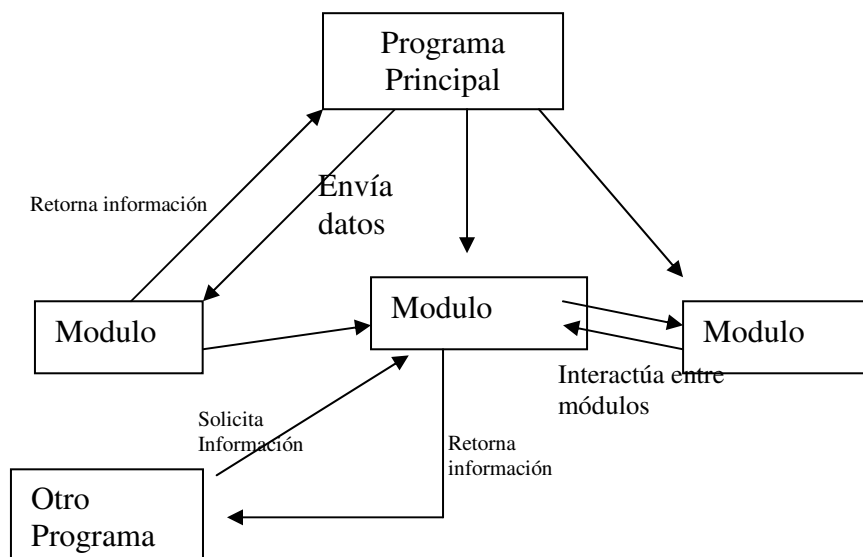 Programa
Principal
Retorna información
Envía
datos
Modulo
Modulo
Modulo
Interactúa entre
módulos
Solicita
Información
Retorna
información
Otro
Programa